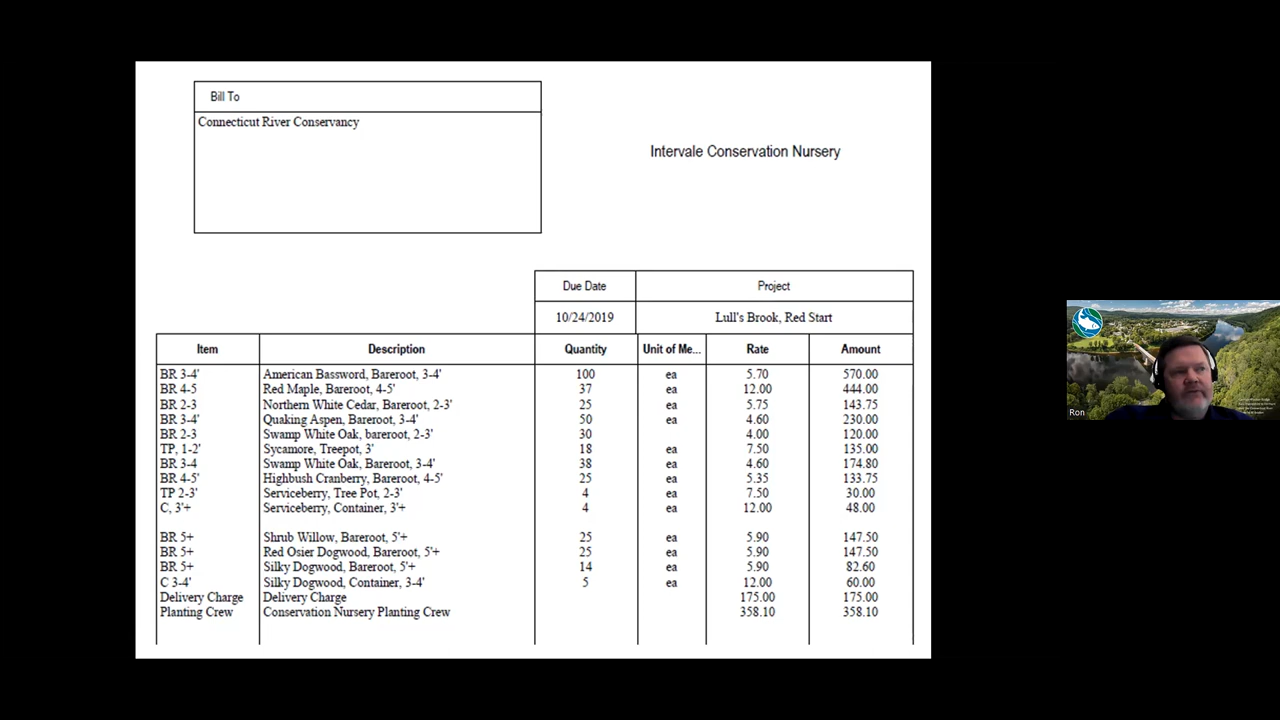 Bill To
Connecticut River Conservancy
Intervale Conservation Nursery
Due Date Project
10/24/2019 Lull's Brook, Red Start
Item Description Quantity Unit of Me... Rate Amount
BR 3-4' American Bassword, Bareroot, 3-4' 100 ea 5.70 570.00
BR 4-5 Red Maple, Bareroot, 4-5' 37 ea 12.00 444.00
BR 2-3 Northern White Cedar, Bareroot, 2-3' 25 ea 5.75 143.75
BR 3-4' Quaking Aspen, Bareroot, 3-4' 50 ea 4.60 230.00
BR 2-3 Swamp White Oak, bareroot, 2-3' 30 4.00 120.00
TP, 1-2' Sycamore, Treepot, 3' 18 ea 7.50 135.00
BR 3-4 Swamp White Oak, Bareroot, 3-4' 38 ea 4.60 174.80
BR 4-5' Highbush Cranberry, Bareroot, 4-5' 25 ea 5.35 133.75
TP 2-3' Serviceberry, Tree Pot, 2-3' 4 ea 7.50 30.00
C, 3'+ Serviceberry, Container, 3'+ 4 ea 12.00 48.00
BR 5+ Shrub Willow, Bareroot, 5'+ 25 ea 5.90 147.50
BR 5+ Red Osier Dogwood, Bareroot, 5'+ 25 ea 5.90 147.50
BR 5+ Silky Dogwood, Bareroot, 5'+ 14 ea 5.90 82.60
C 3-4' Silky Dogwood, Container, 3-4' 5 ea 12.00 60.00
Delivery Charge Delivery Charge 175.00 175.00
Planting Crew Conservation Nursery Planting Crew 358.10 358.10
Ron